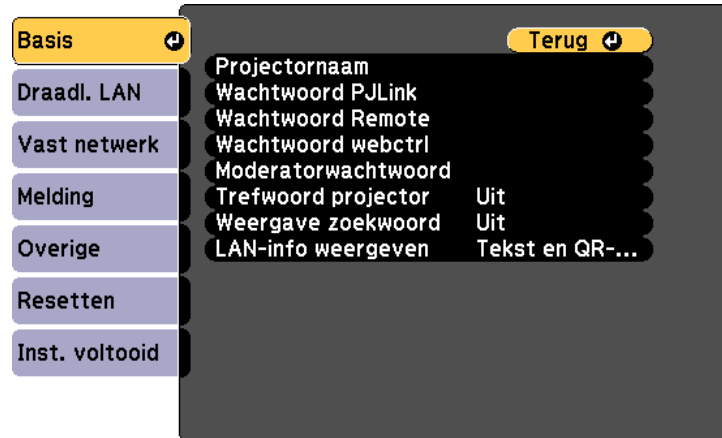 Basis
Draadl. LAN
Vast netwerk
Melding
Overige
Resetten
Inst. voltooid
Terug
Projectornaam
Wachtwoord PJLink
Wachtwoord Remote
Wachtwoord webctrl
Moderatorwachtwoord
Trefwoord projector Uit
Weergave zoekwoord Uit
LAN-info weergeven Tekst en QR-...